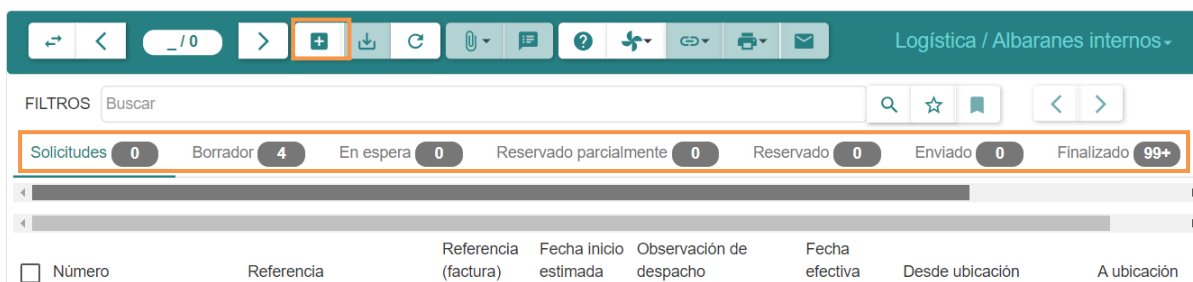 _ / 0 Logística / Albaranes internos
FILTROS Buscar
Solicitudes 0 Borrador 4 En espera 0 Reservado parcialmente 0 Reservado 0 Enviado 0 Finalizado 99+
Número Referencia Referencia (factura) Fecha inicio estimada Observación de despacho Fecha efectiva Desde ubicación A ubicación